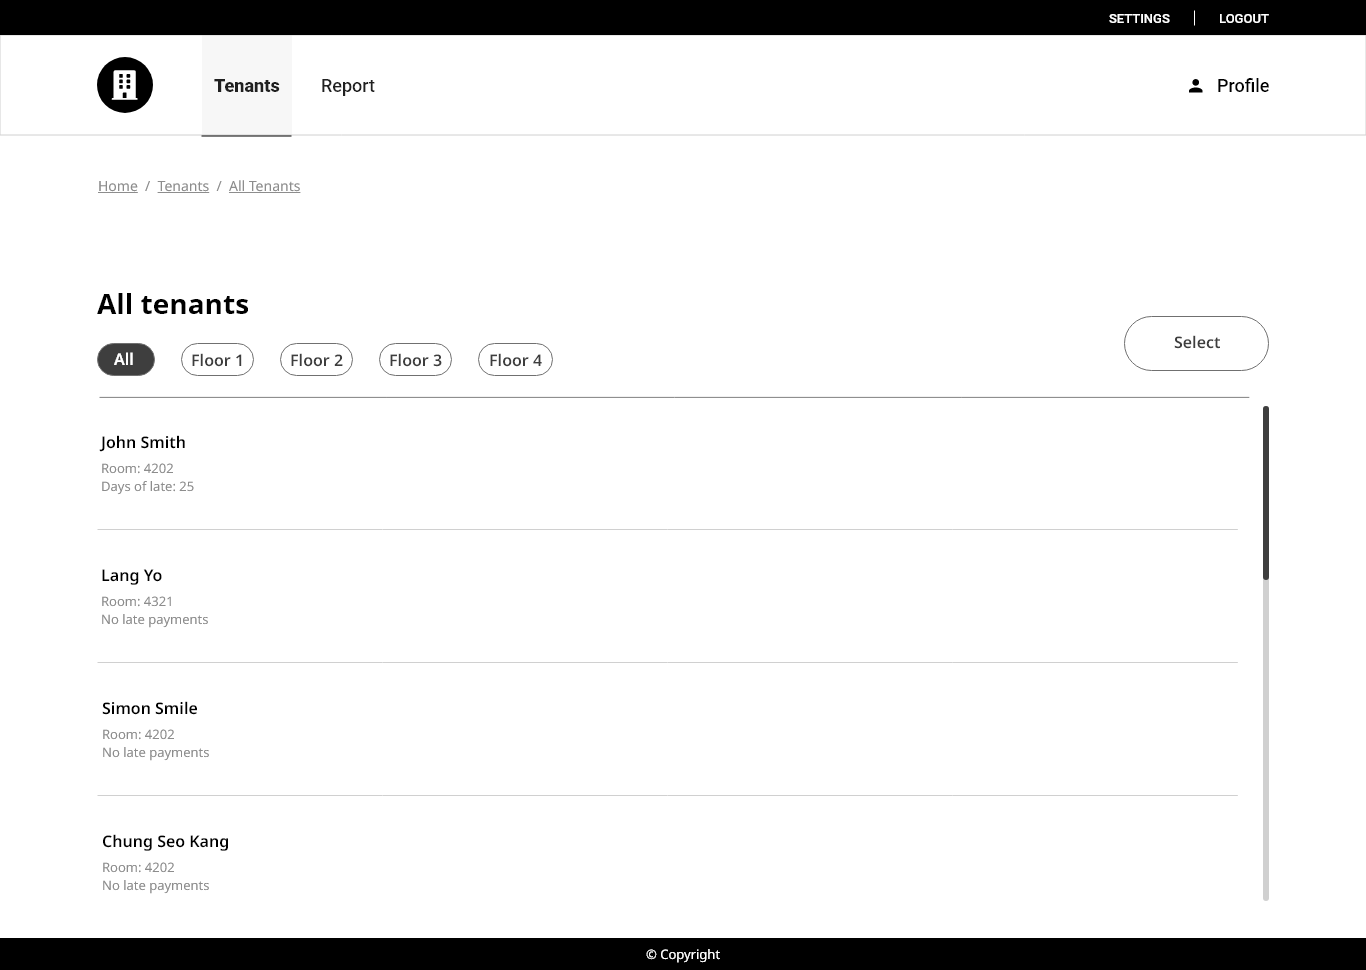 SETTINGS | LOGOUT
Tenants Report Profile
Home / Tenants / All Tenants
All tenants
Select
All Floor 1 Floor 2 Floor 3 Floor 4
John Smith
Room: 4202
Days of late: 25
Lang Yo
Room: 4321
No late payments
Simon Smile
Room: 4202
No late payments
Chung Seo Kang
Room: 4202
No late payments
© Copyright